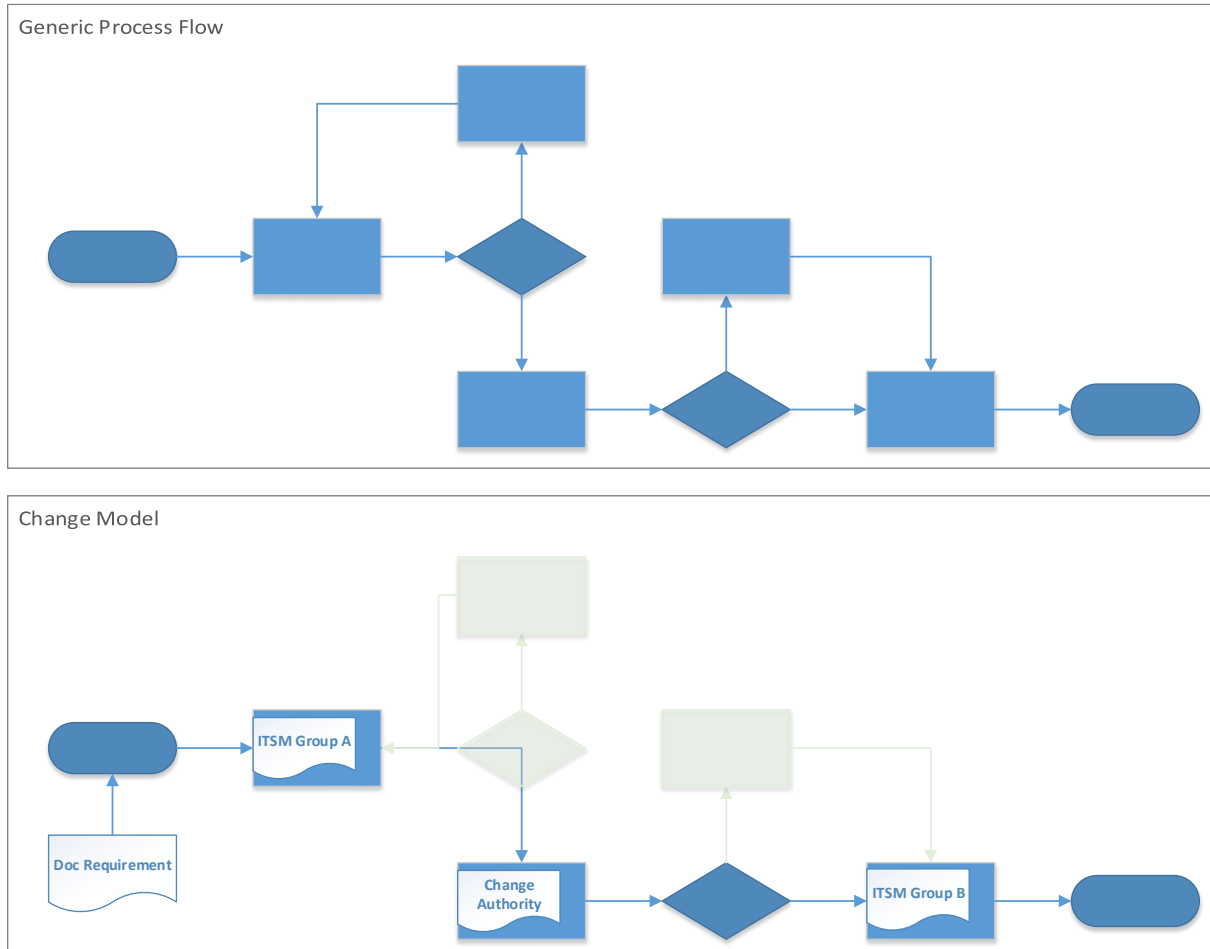 Generic Process Flow
Change Model
ITSM Group A
Doc Requirement
Change
Authority
ITSM Group B